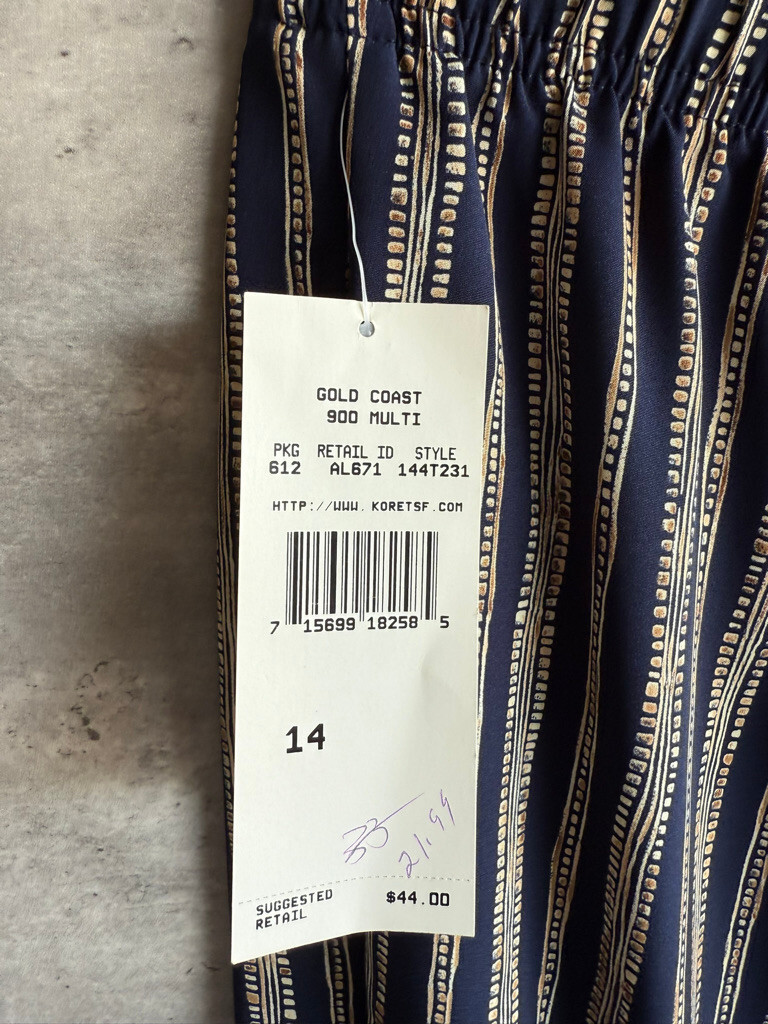 GOLD COAST
900 MULTI
PKG RETAIL ID STYLE
612 AL671 144T231
HTTP://WWW.KORETSF.COM
7 15699 18258 5
14
33
21.99
SUGGESTED
RETAIL
$44.00